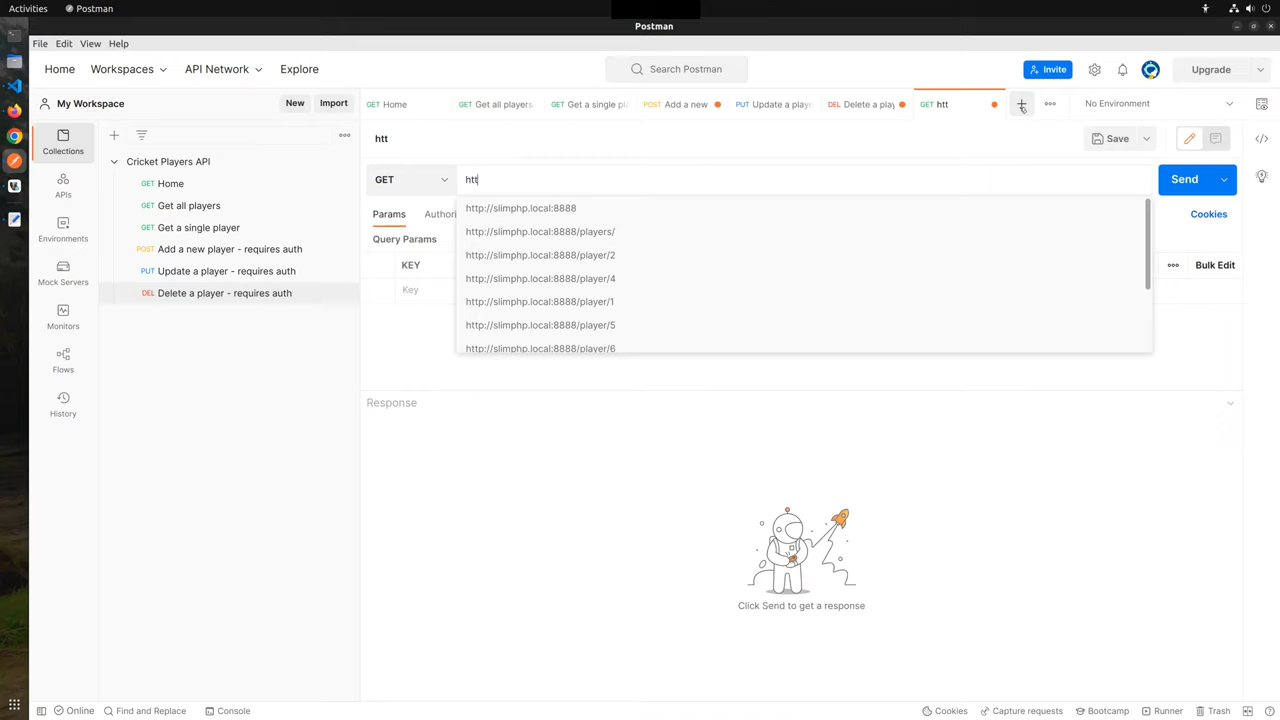 Activities Postman
Postman
File Edit View Help
Home Workspaces API Network Explore Search Postman Invite Upgrade
My Workspace New Import GET Home GET Get all players GET Get a single pl POST Add a new PUT Update a playe DEL Delete a play GET htt No Environment
Collections
APIs
Environments
Mock Servers
Monitors
Flows
History
Cricket Players API
GET Home
GET Get all players
GET Get a single player
POST Add a new player - requires auth
PUT Update a player - requires auth
DEL Delete a player - requires auth
htt Save
GET htt Send
http://slimphp.local:8888
http://slimphp.local:8888/players/
http://slimphp.local:8888/player/2
http://slimphp.local:8888/player/4
http://slimphp.local:8888/player/1
http://slimphp.local:8888/player/5
http://slimphp.local:8888/player/6
Params Authori Cookies
Query Params
KEY Bulk Edit
Key
Response
Click Send to get a response
Online Find and Replace Console Cookies Capture requests Bootcamp Runner Trash